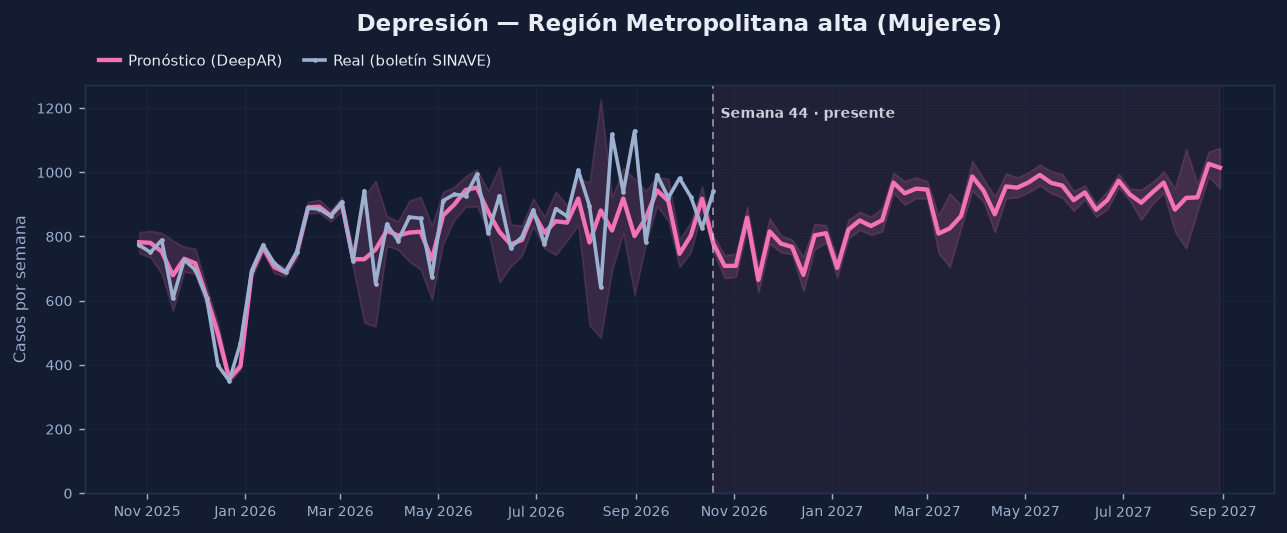 Depresión — Región Metropolitana alta (Mujeres)
Pronóstico (DeepAR)
Real (boletín SINAVE)
Semana 44 · presente
Casos por semana
1200
1000
800
600
400
200
0
Nov 2025
Jan 2026
Mar 2026
May 2026
Jul 2026
Sep 2026
Nov 2026
Jan 2027
Mar 2027
May 2027
Jul 2027
Sep 2027